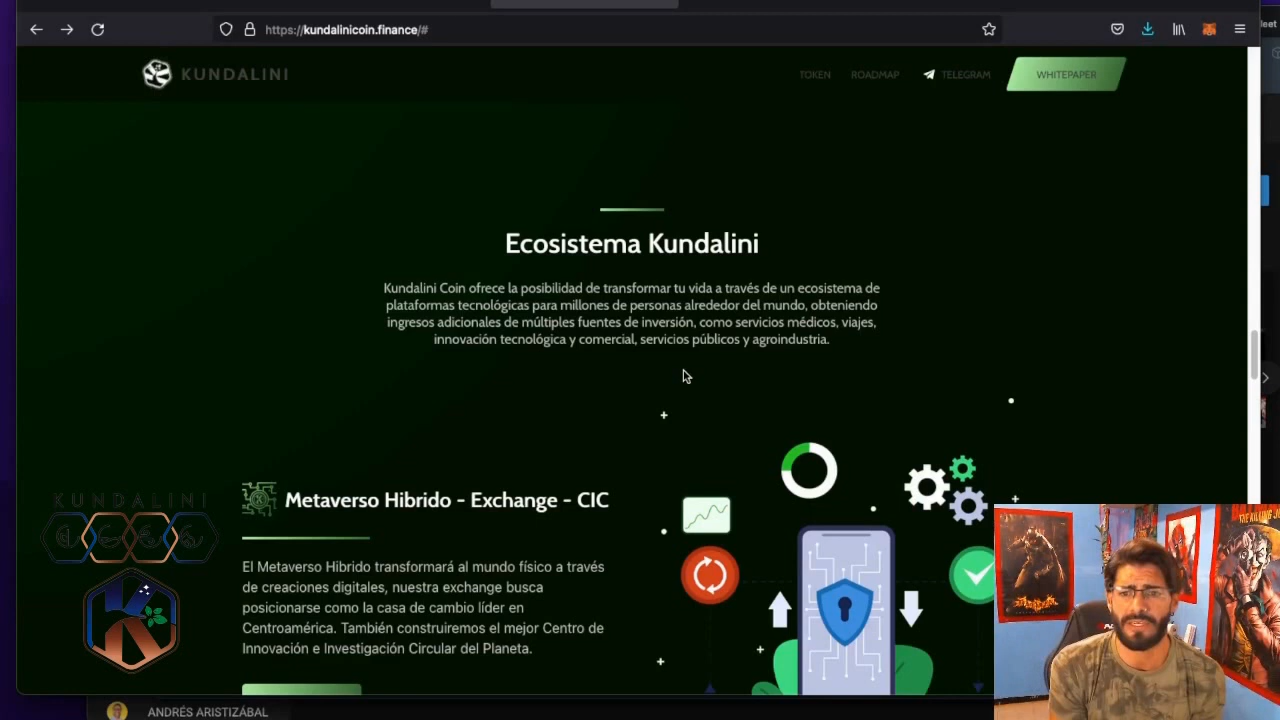 https://kundalinicoin.finance/#
leet
KUNDALINI
TOKEN
ROADMAP
TELEGRAM
WHITEPAPER
Ecosistema Kundalini
Kundalini Coin ofrece la posibilidad de transformar tu vida a través de un ecosistema de
plataformas tecnológicas para millones de personas alrededor del mundo, obteniendo
ingresos adicionales de múltiples fuentes de inversión, como servicios médicos, viajes,
innovación tecnológica y comercial, servicios públicos y agroindustria.
Metaverso Hibrido - Exchange - CIC
El Metaverso Hibrido transformará al mundo físico a través
de creaciones digitales, nuestra exchange busca
posicionarse como la casa de cambio líder en
Centroamérica. También construiremos el mejor Centro de
Innovación e Investigación Circular del Planeta.
KUNDALINI
K
THE KILLING JO
ANDRÉS ARISTIZÁBAL